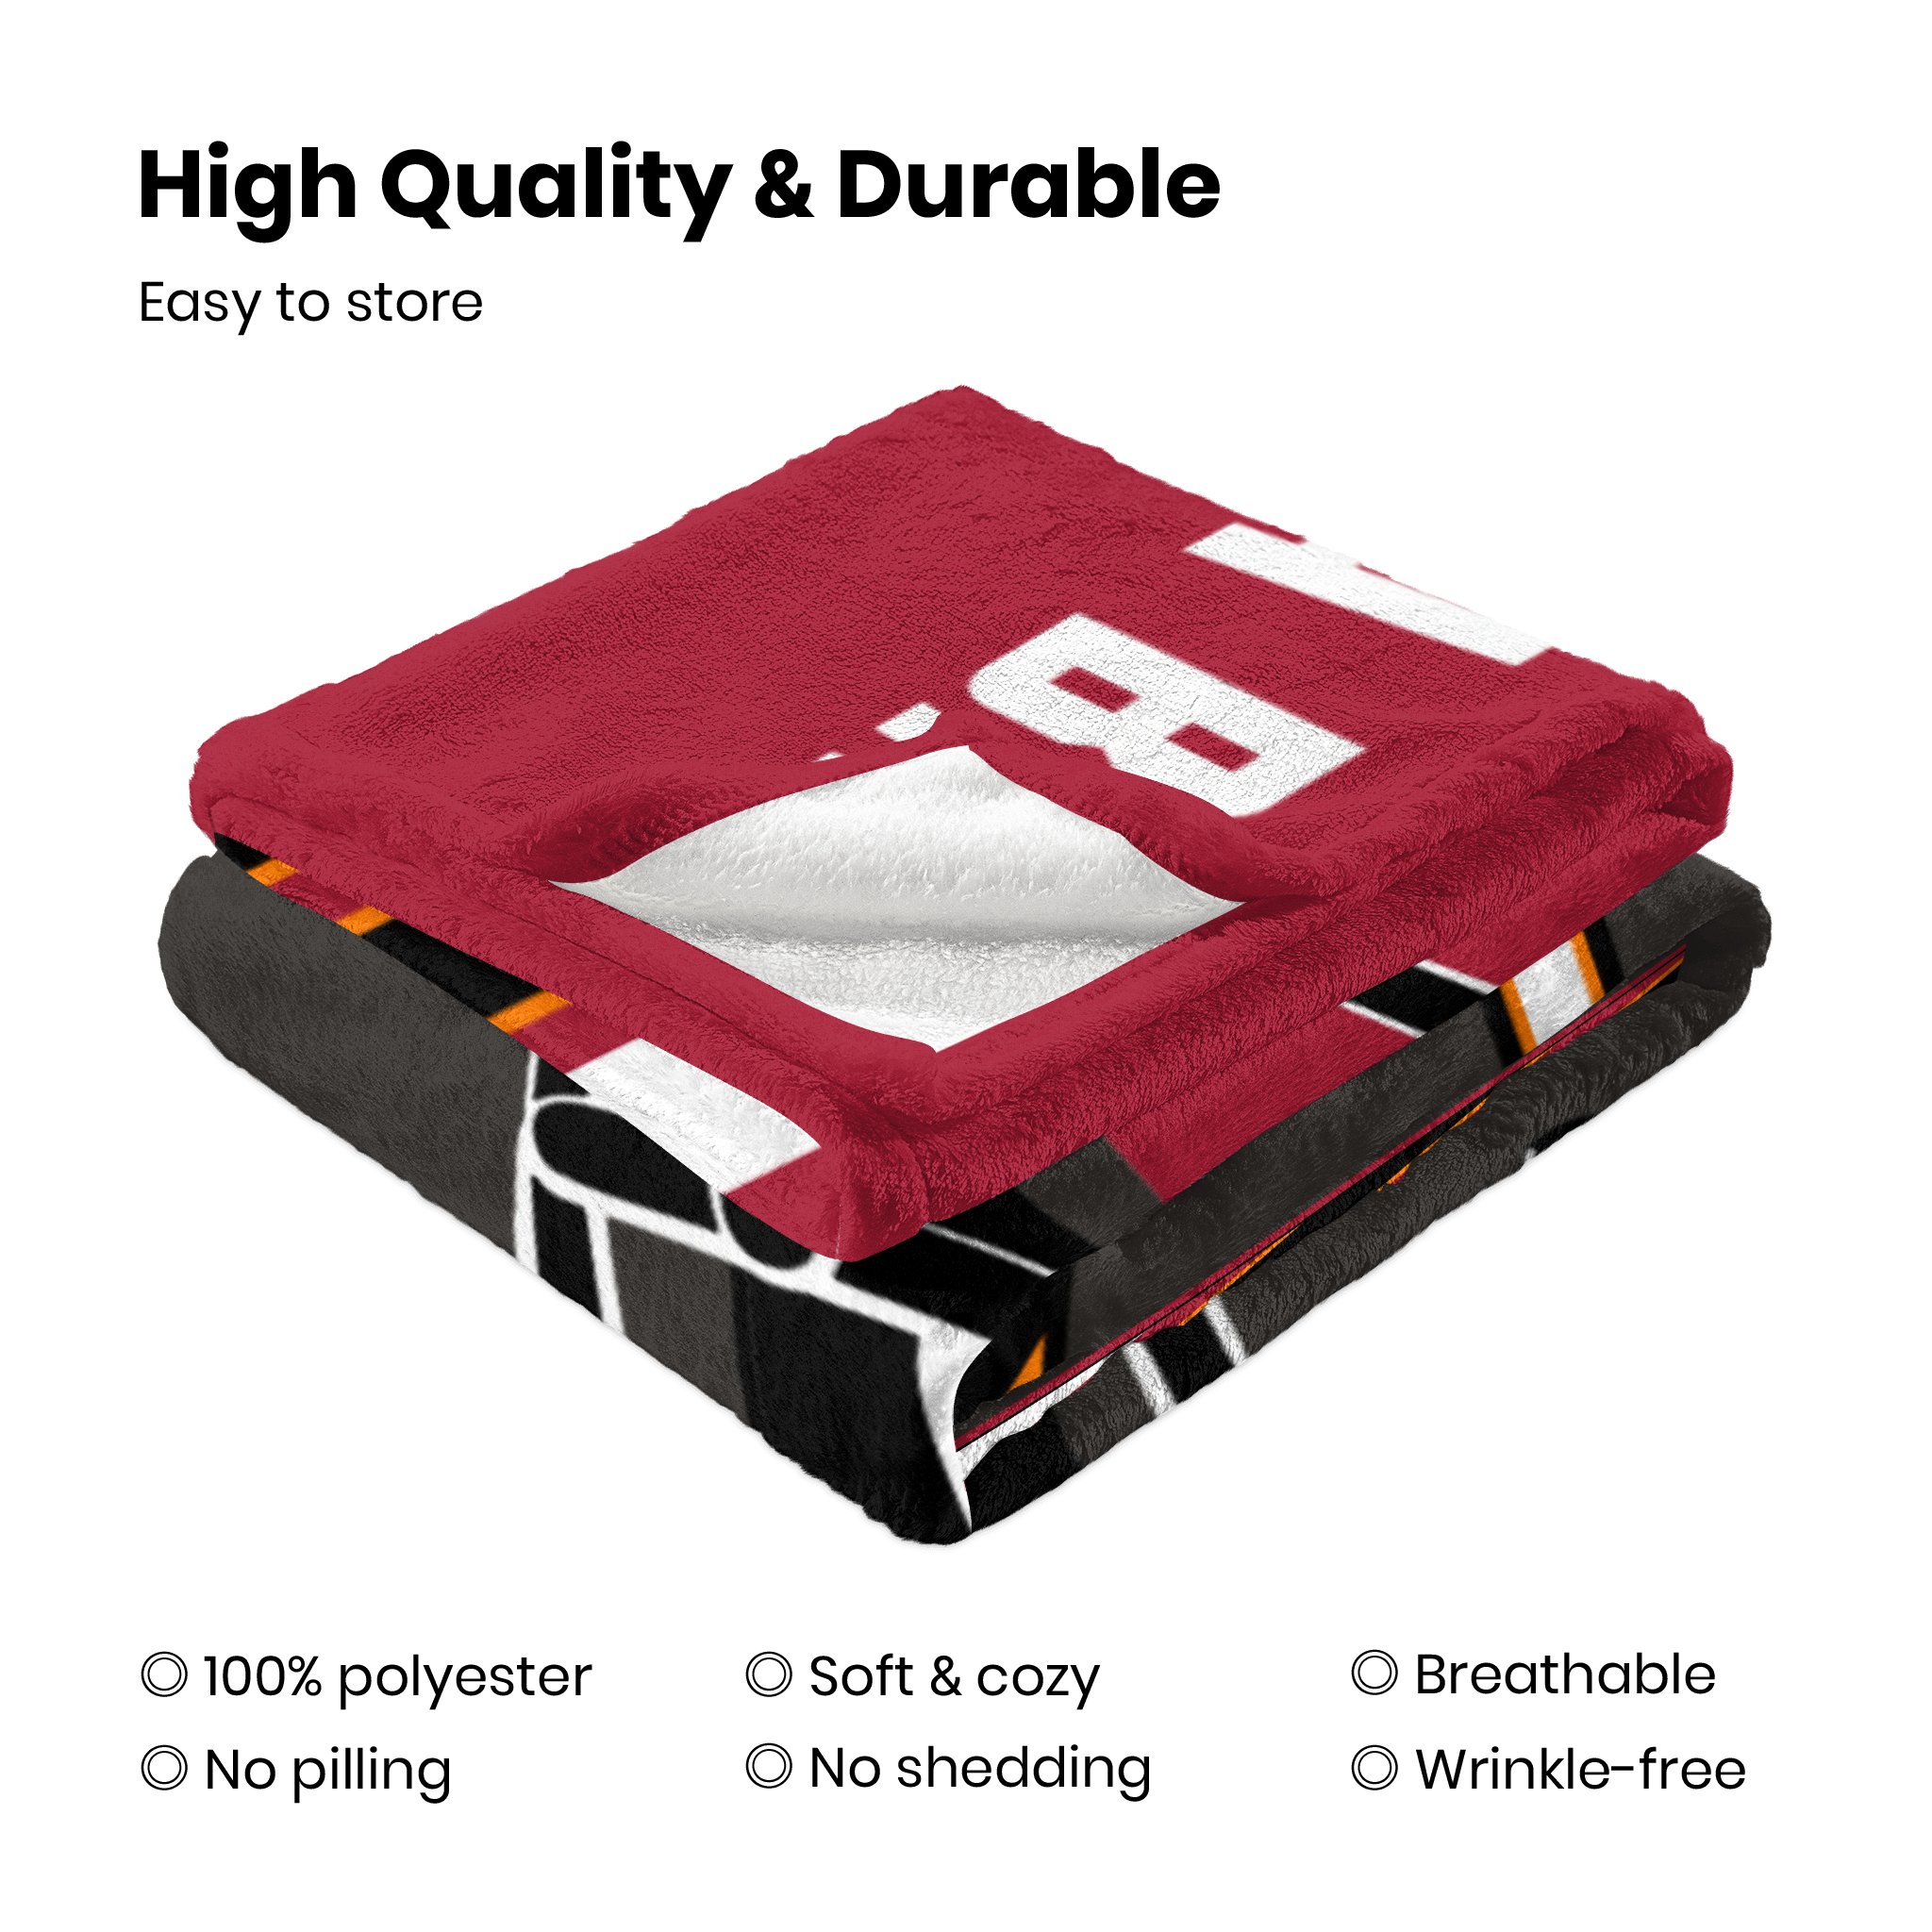 High Quality & Durable
Easy to store
B
100% polyester
Soft & cozy
Breathable
No pilling
No shedding
Wrinkle-free